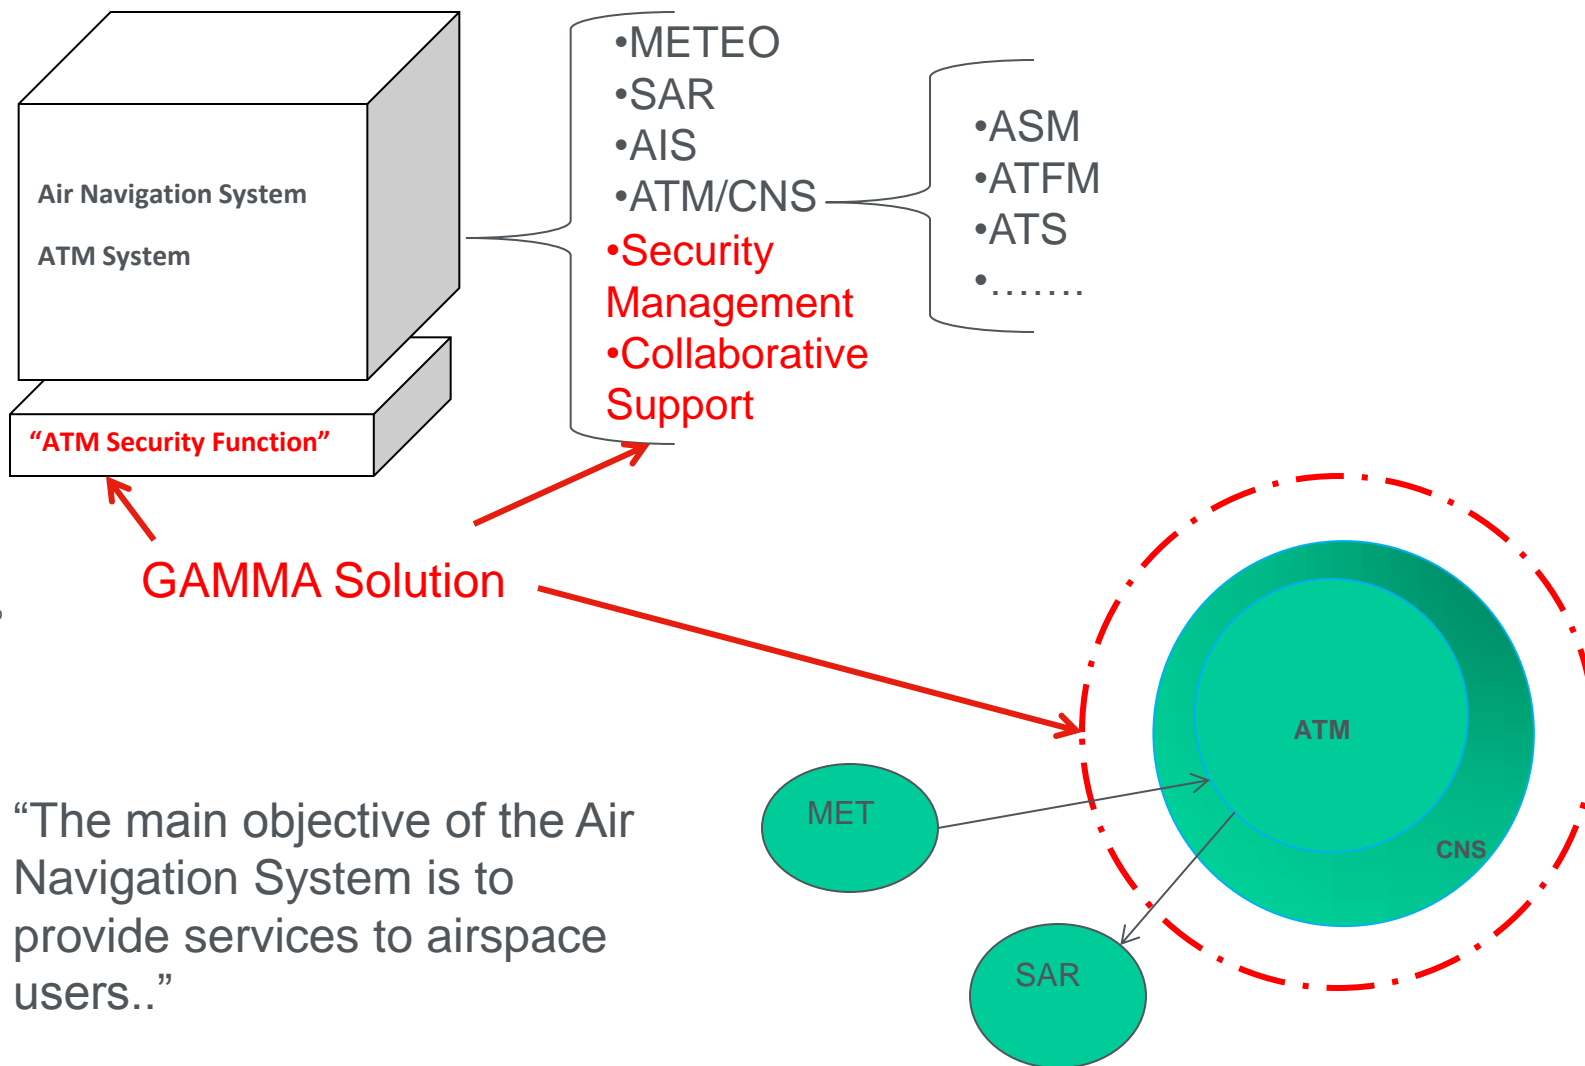 Air Navigation System
ATM System
“ATM Security Function”
•METEO
•SAR
•AIS
•ATM/CNS
•Security
Management
•Collaborative
Support
•ASM
•ATFM
•ATS
•.......
GAMMA Solution
“The main objective of the Air
Navigation System is to
provide services to airspace
users..”
MET
SAR
ATM
CNS